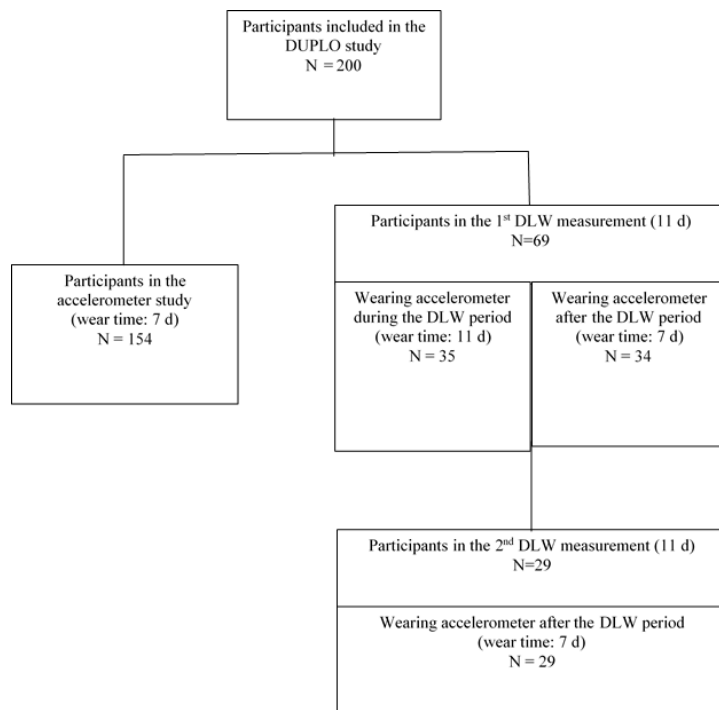 Participants included in the
DUPLO study
N = 200
Participants in the 1st DLW measurement (11 d)
N=69
Participants in the
accelerometer study
(wear time: 7 d)
N = 154
Wearing accelerometer
during the DLW period
(wear time: 11 d)
N = 35
Wearing accelerometer
after the DLW period
(wear time: 7 d)
N = 34
Participants in the 2nd DLW measurement (11 d)
N=29
Wearing accelerometer after the DLW period
(wear time: 7 d)
N = 29